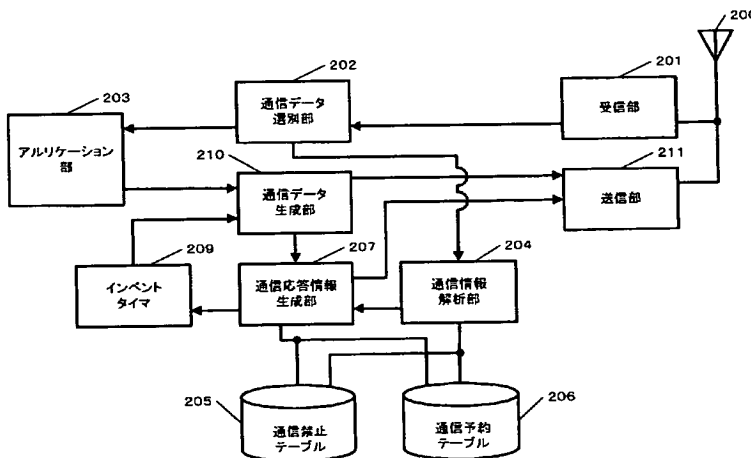 200
202
201
203
通信データ
選別部
受信部
アルリケーション
部
210
211
通信データ
生成部
送信部
209
207
204
インベント
タイマ
通信応答情報
生成部
通信情報
解析部
205
206
通信禁止
テーブル
通信予約
テーブル